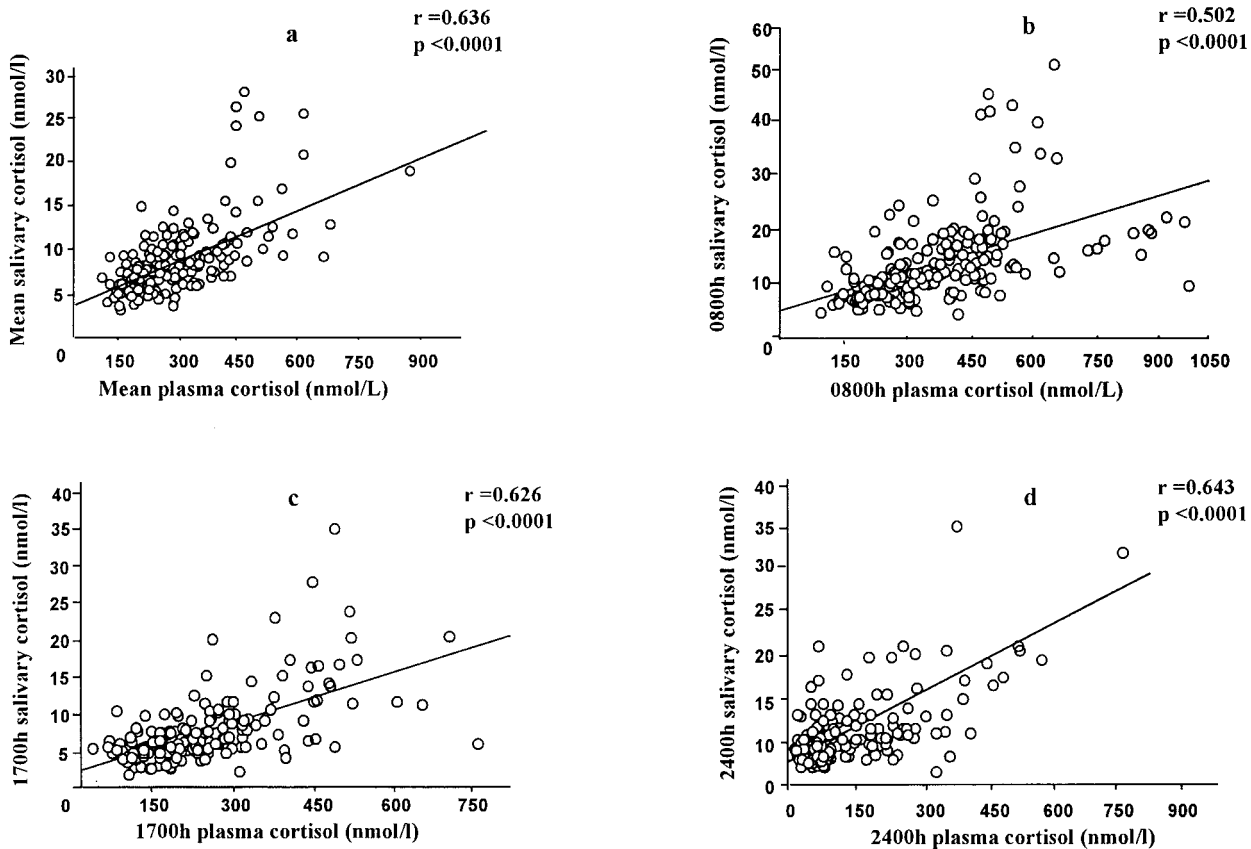 a
r =0.636
p <0.0001
Mean salivary cortisol (nmol/l)
30
25
20
15
10
5
0
150 300 450 600 900
Mean plasma cortisol (nmol/L)
b
r =0.502
p <0.0001
0800h salivary cortisol (nmol/l)
60
50
40
30
20
10
0
150 300 450 600 750 900 1050
0800h plasma cortisol (nmol/L)
c
r =0.626
p <0.0001
1700h salivary cortisol (nmol/l)
40
35
30
25
20
15
10
5
0 150 300 450 600 750
1700h plasma cortisol (nmol/l)
d
r =0.643
p <0.0001
2400h salivary cortisol (nmol/l)
40
35
30
25
20
15
10
0
0 150 300 450 600 750 900
2400h plasma cortisol (nmol/l)